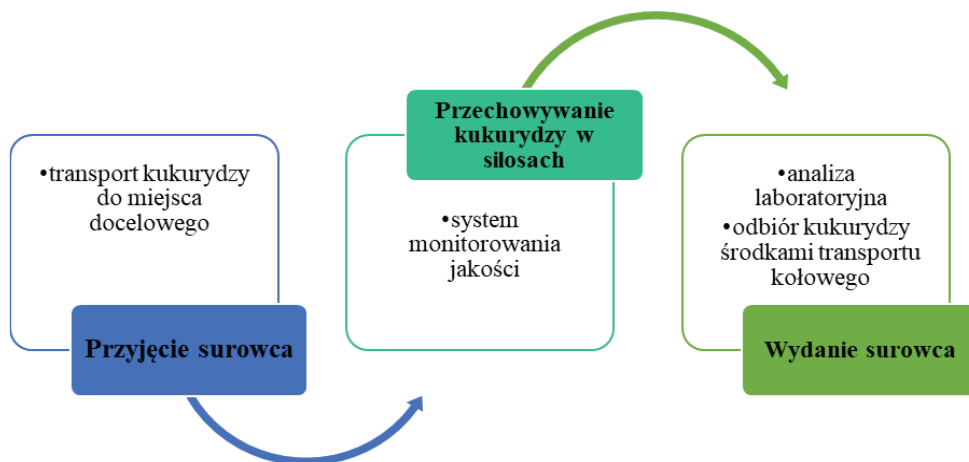 •transport kukurydzy
do miejsca
docelowego
Przyjęcie surowca
Przechowywanie
kukurydzy w
silosach
•system
monitorowania
jakości
•analiza
laboratoryjna
•odbiór kukurydzy
środkami transportu
kołowego
Wydanie surowca